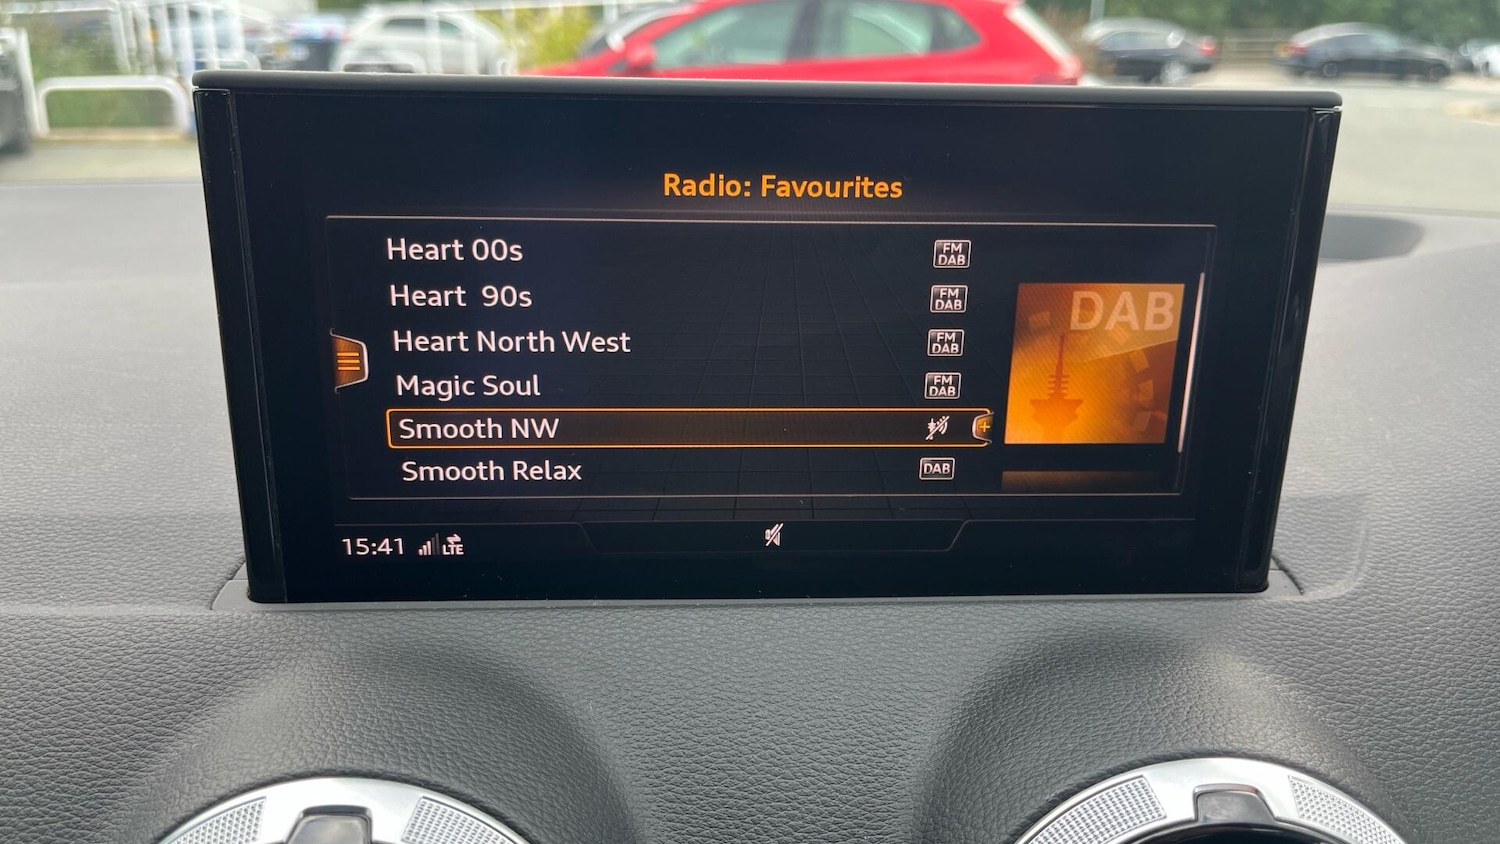 Radio: Favourites
Heart 00s FM DAB
Heart 90s FM DAB
Heart North West FM DAB
Magic Soul FM DAB
Smooth NW
Smooth Relax DAB
DAB
15:41 LTE